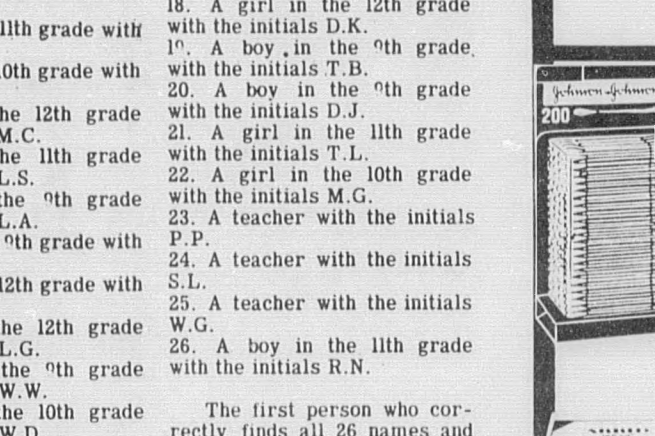 11th grade with
0th grade with
he 12th grade
M.C.
he 11th grade
L.S.
the 9th grade
L.A.
9th grade with
12th grade with
he 12th grade
L.G.
the 9th grade
W.W.
he 10th grade
W.D.
18. A girl in the 12th grade
with the initials D.K.
19. A boy in the 9th grade
with the initials T.B.
20. A boy in the 9th grade
with the initials D.J.
21. A girl in the 11th grade
with the initials T.L.
22. A girl in the 10th grade
with the initials M.G.
23. A teacher with the initials
P.P.
24. A teacher with the initials
S.L.
25. A teacher with the initials
W.G.
26. A boy in the 11th grade
with the initials R.N.
The first person who cor-
rectly finds all 26 names and
Johnson & Johnson
200